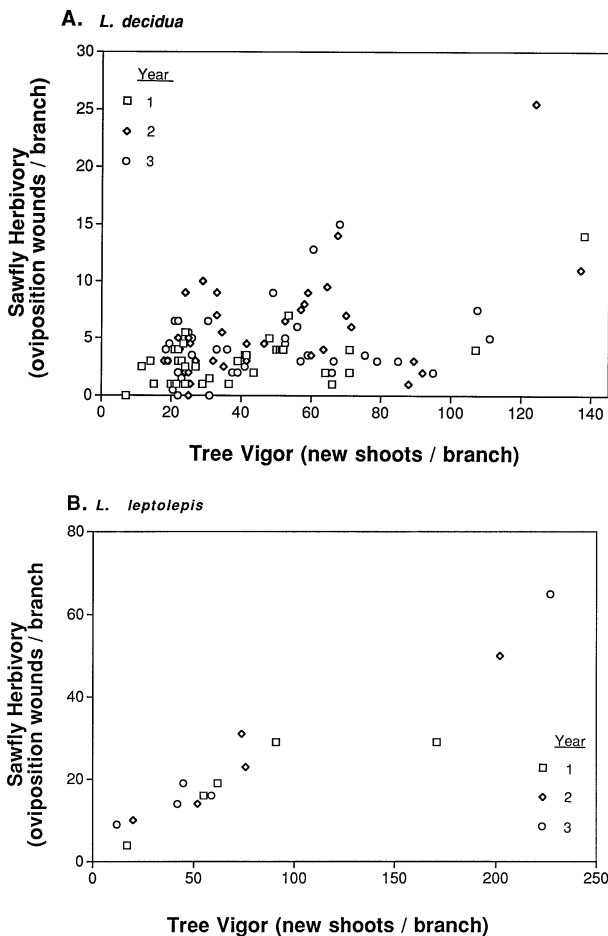 A. L. decidua
30
25
20
15
10
5
0
Year
1
2
3
Sawfly Herbivory
(oviposition wounds / branch)
0 20 40 60 80 100 120 140
Tree Vigor (new shoots / branch)
B. L. leptolepis
80
60
40
20
0
Sawfly Herbivory
(oviposition wounds / branch
Year
1
2
3
0 50 100 150 200 250
Tree Vigor (new shoots / branch)